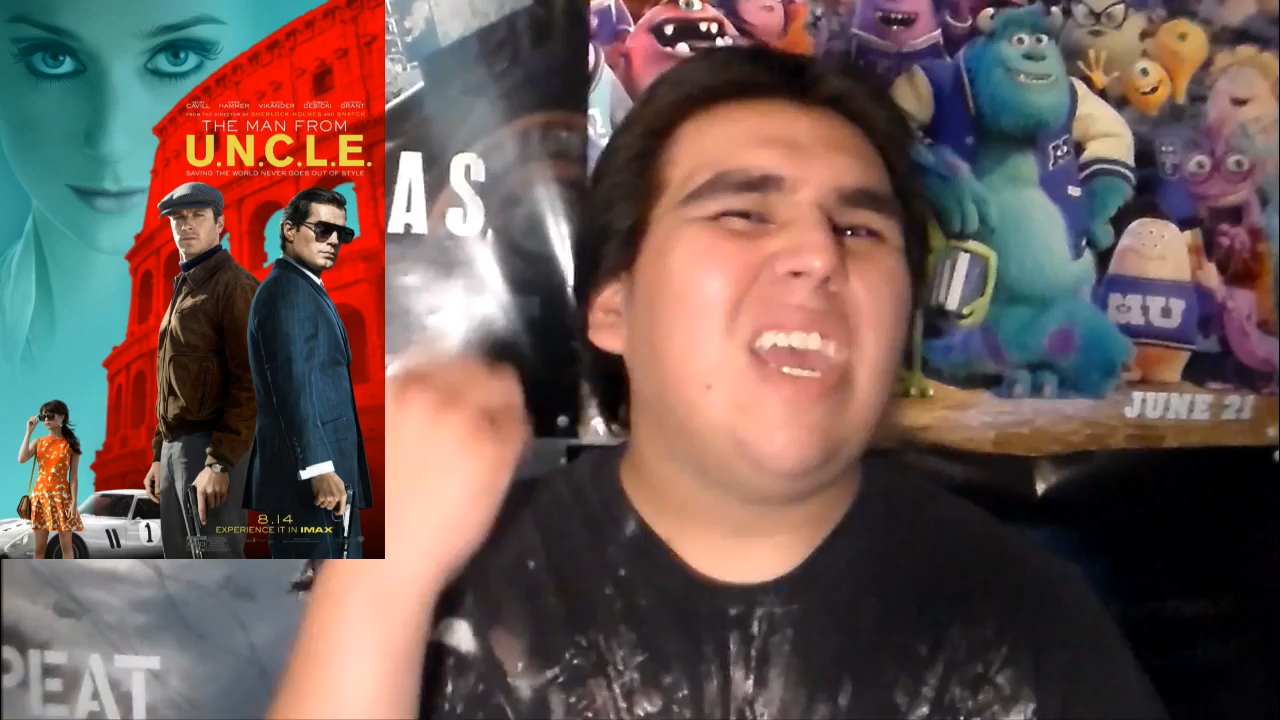 CAVILL HAMMER VIKANDER DEBICKI GRANT
FROM THE DIRECTOR OF SHERLOCK HOLMES AND SNATCH
THE MAN FROM
U.N.C.L.E.
SAVING THE WORLD NEVER GOES OUT OF STYLE
1
8.14
EXPERIENCE IT IN IMAX
AS
MU
JUNE 21
PEAT